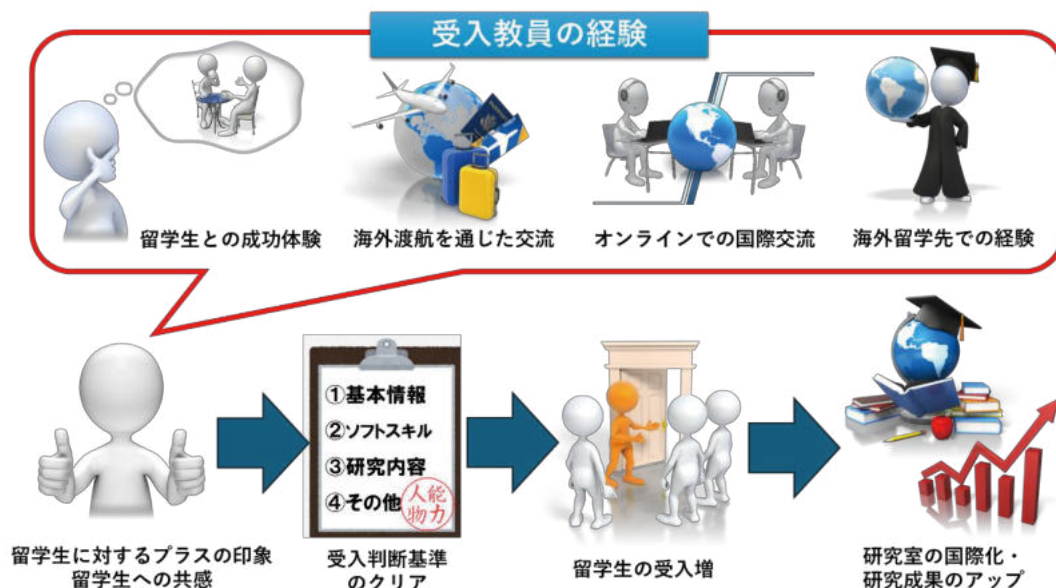 受入教員の経験
留学生との成功体験
海外渡航を通じた交流
オンラインでの国際交流
海外留学先での経験
①基本情報
②ソフトスキル
③研究内容
④その他
人物
能力
留学生に対するプラスの印象
留学生への共感
受入判断基準
のクリア
留学生の受入増
研究室の国際化・
研究成果のアップ